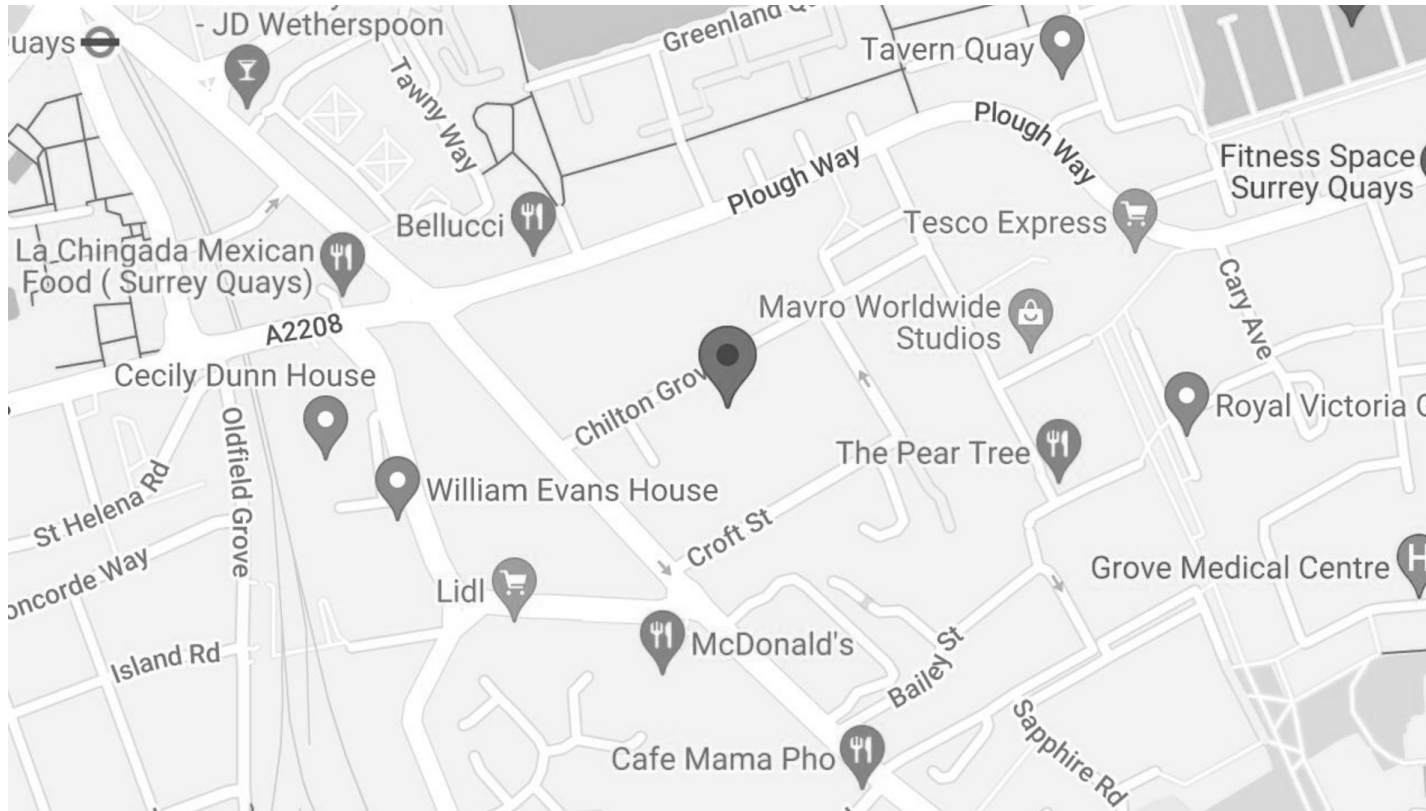 - JD Wetherspoon
Quays
Greenland Qu
Tavern Quay
Tawny Way
Plough Way
Plough Way
Fitness Space
Surrey Quays
Bellucci
Tesco Express
La Chingada Mexican
Food ( Surrey Quays)
Cary Ave
Mavro Worldwide
Studios
A2208
Cecily Dunn House
Chilton Grov
Royal Victoria
Oldfield Grove
The Pear Tree
St Helena Rd
William Evans House
Croft St
oncorde Way
Lidl
Grove Medical Centre
H
McDonald's
Island Rd
Bailey St
Sapphire Rd
Cafe Mama Pho